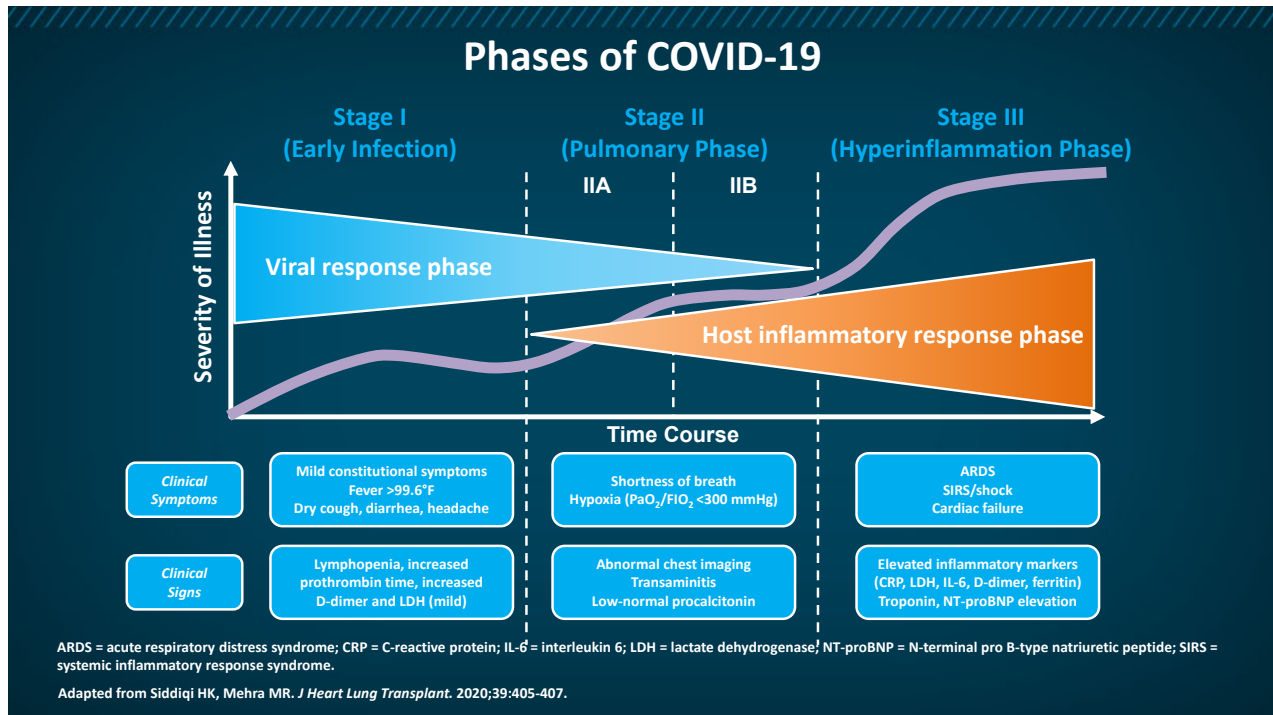 Phases of COVID-19
Stage I
(Early Infection)
Stage II
(Pulmonary Phase)
Stage III
(Hyperinflammation Phase)
IIA
IIB
Severity of Illness
Viral response phase
Host inflammatory response phase
Time Course
Clinical
Symptoms
Mild constitutional symptoms
Fever >99.6°F
Dry cough, diarrhea, headache
Shortness of breath
Hypoxia (PaO₂/FIO₂ <300 mmHg)
ARDS
SIRS/shock
Cardiac failure
Clinical
Signs
Lymphopenia, increased
prothrombin time, increased
D-dimer and LDH (mild)
Abnormal chest imaging
Transaminitis
Low-normal procalcitonin
Elevated inflammatory markers
(CRP, LDH, IL-6, D-dimer, ferritin)
Troponin, NT-proBNP elevation
ARDS = acute respiratory distress syndrome; CRP = C-reactive protein; IL-6 = interleukin 6; LDH = lactate dehydrogenase; NT-proBNP = N-terminal pro B-type natriuretic peptide; SIRS =
systemic inflammatory response syndrome.
Adapted from Siddiqi HK, Mehra MR. J Heart Lung Transplant. 2020;39:405-407.